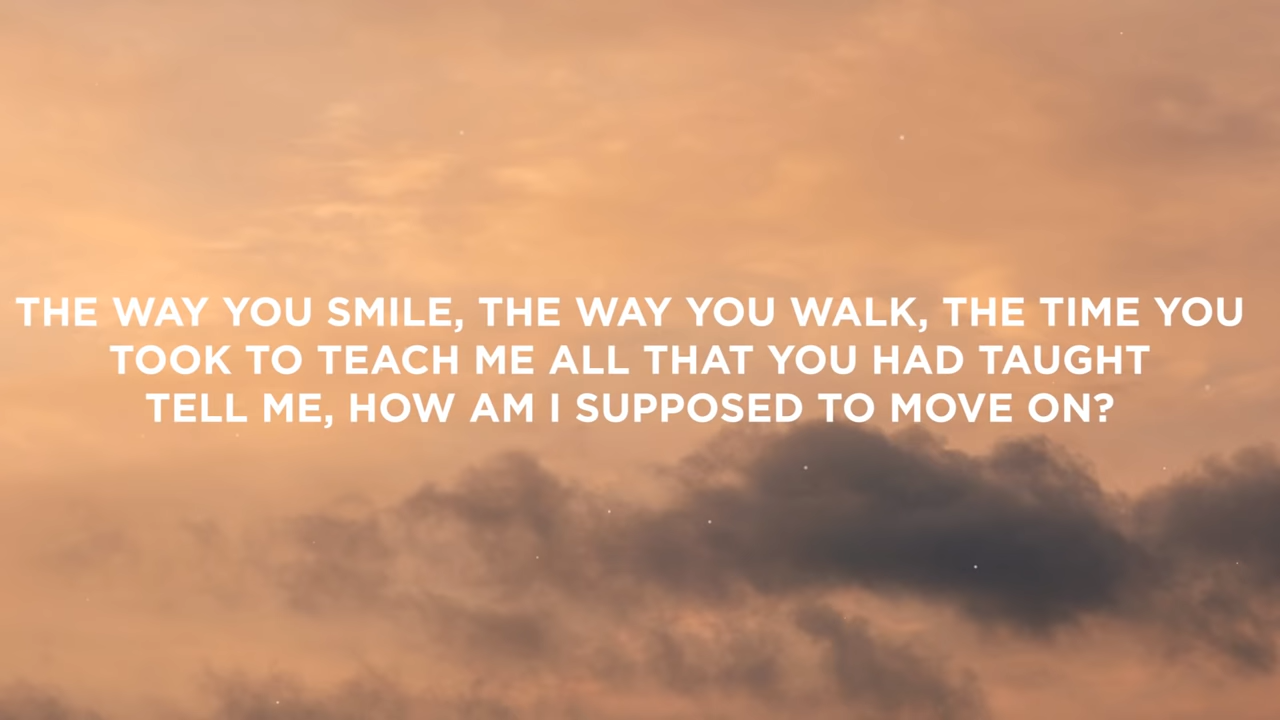 THE WAY YOU SMILE, THE WAY YOU WALK, THE TIME YOU
TOOK TO TEACH ME ALL THAT YOU HAD TAUGHT
TELL ME, HOW AM I SUPPOSED TO MOVE ON?